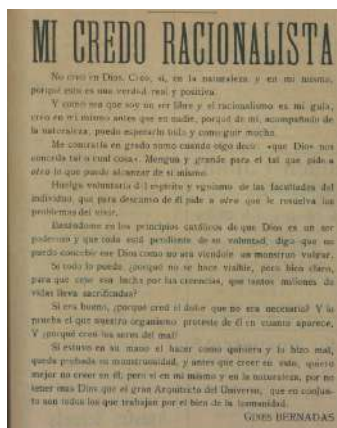 MI CREDO RACIONALISTA
No creo en Dios. Creo, sí, en la naturaleza y en mí mismo,
porque esto es una verdad real y positiva.
Y como sea que soy un ser libre y el racionalismo es mi guía,
creo en mí mismo antes que en nadie, porque de mí, acompañado de
la naturaleza, puedo esperarlo todo y conseguir mucho.
Me contraría en grado sumo cuando oigo decir: «que Dios nos
conceda tal o cual cosa». Mengua y grande para el tal que pide a
otro lo que puede alcanzar de sí mismo.
Huelga voluntaria del espíritu y egoísmo de las facultades del
individuo, que para descanso de él pide a otro que le resuelva los
problemas del vivir.
Basándome en los principios católicos de que Dios es un ser
poderoso y que todo está pendiente de su voluntad, digo que no
puedo concebir ese Dios como no sea viéndole un monstruo vulgar.
Si todo lo puede, ¿porqué no se hace visible, pero bien claro,
para que cese esa lucha por las creencias, que tantos millones de
vidas lleva sacrificadas?
Si era bueno, ¿porqué creó el dolor que no era necesario? Y la
prueba el que nuestro organismo proteste de él en cuanto aparece.
Y ¿porqué creó los seres del mal?
Si estuvo en su mano el hacer como quisiera y lo hizo mal,
queda probada su monstruosidad, y antes que creer en esto, quiero
mejor no creer en él, pero sí en mí mismo y en la naturaleza, por no
tener más Dios que el gran Arquitecto del Universo, que en conjun-
to son todos los que trabajan por el bien de la humanidad.
GINES BERNADAS